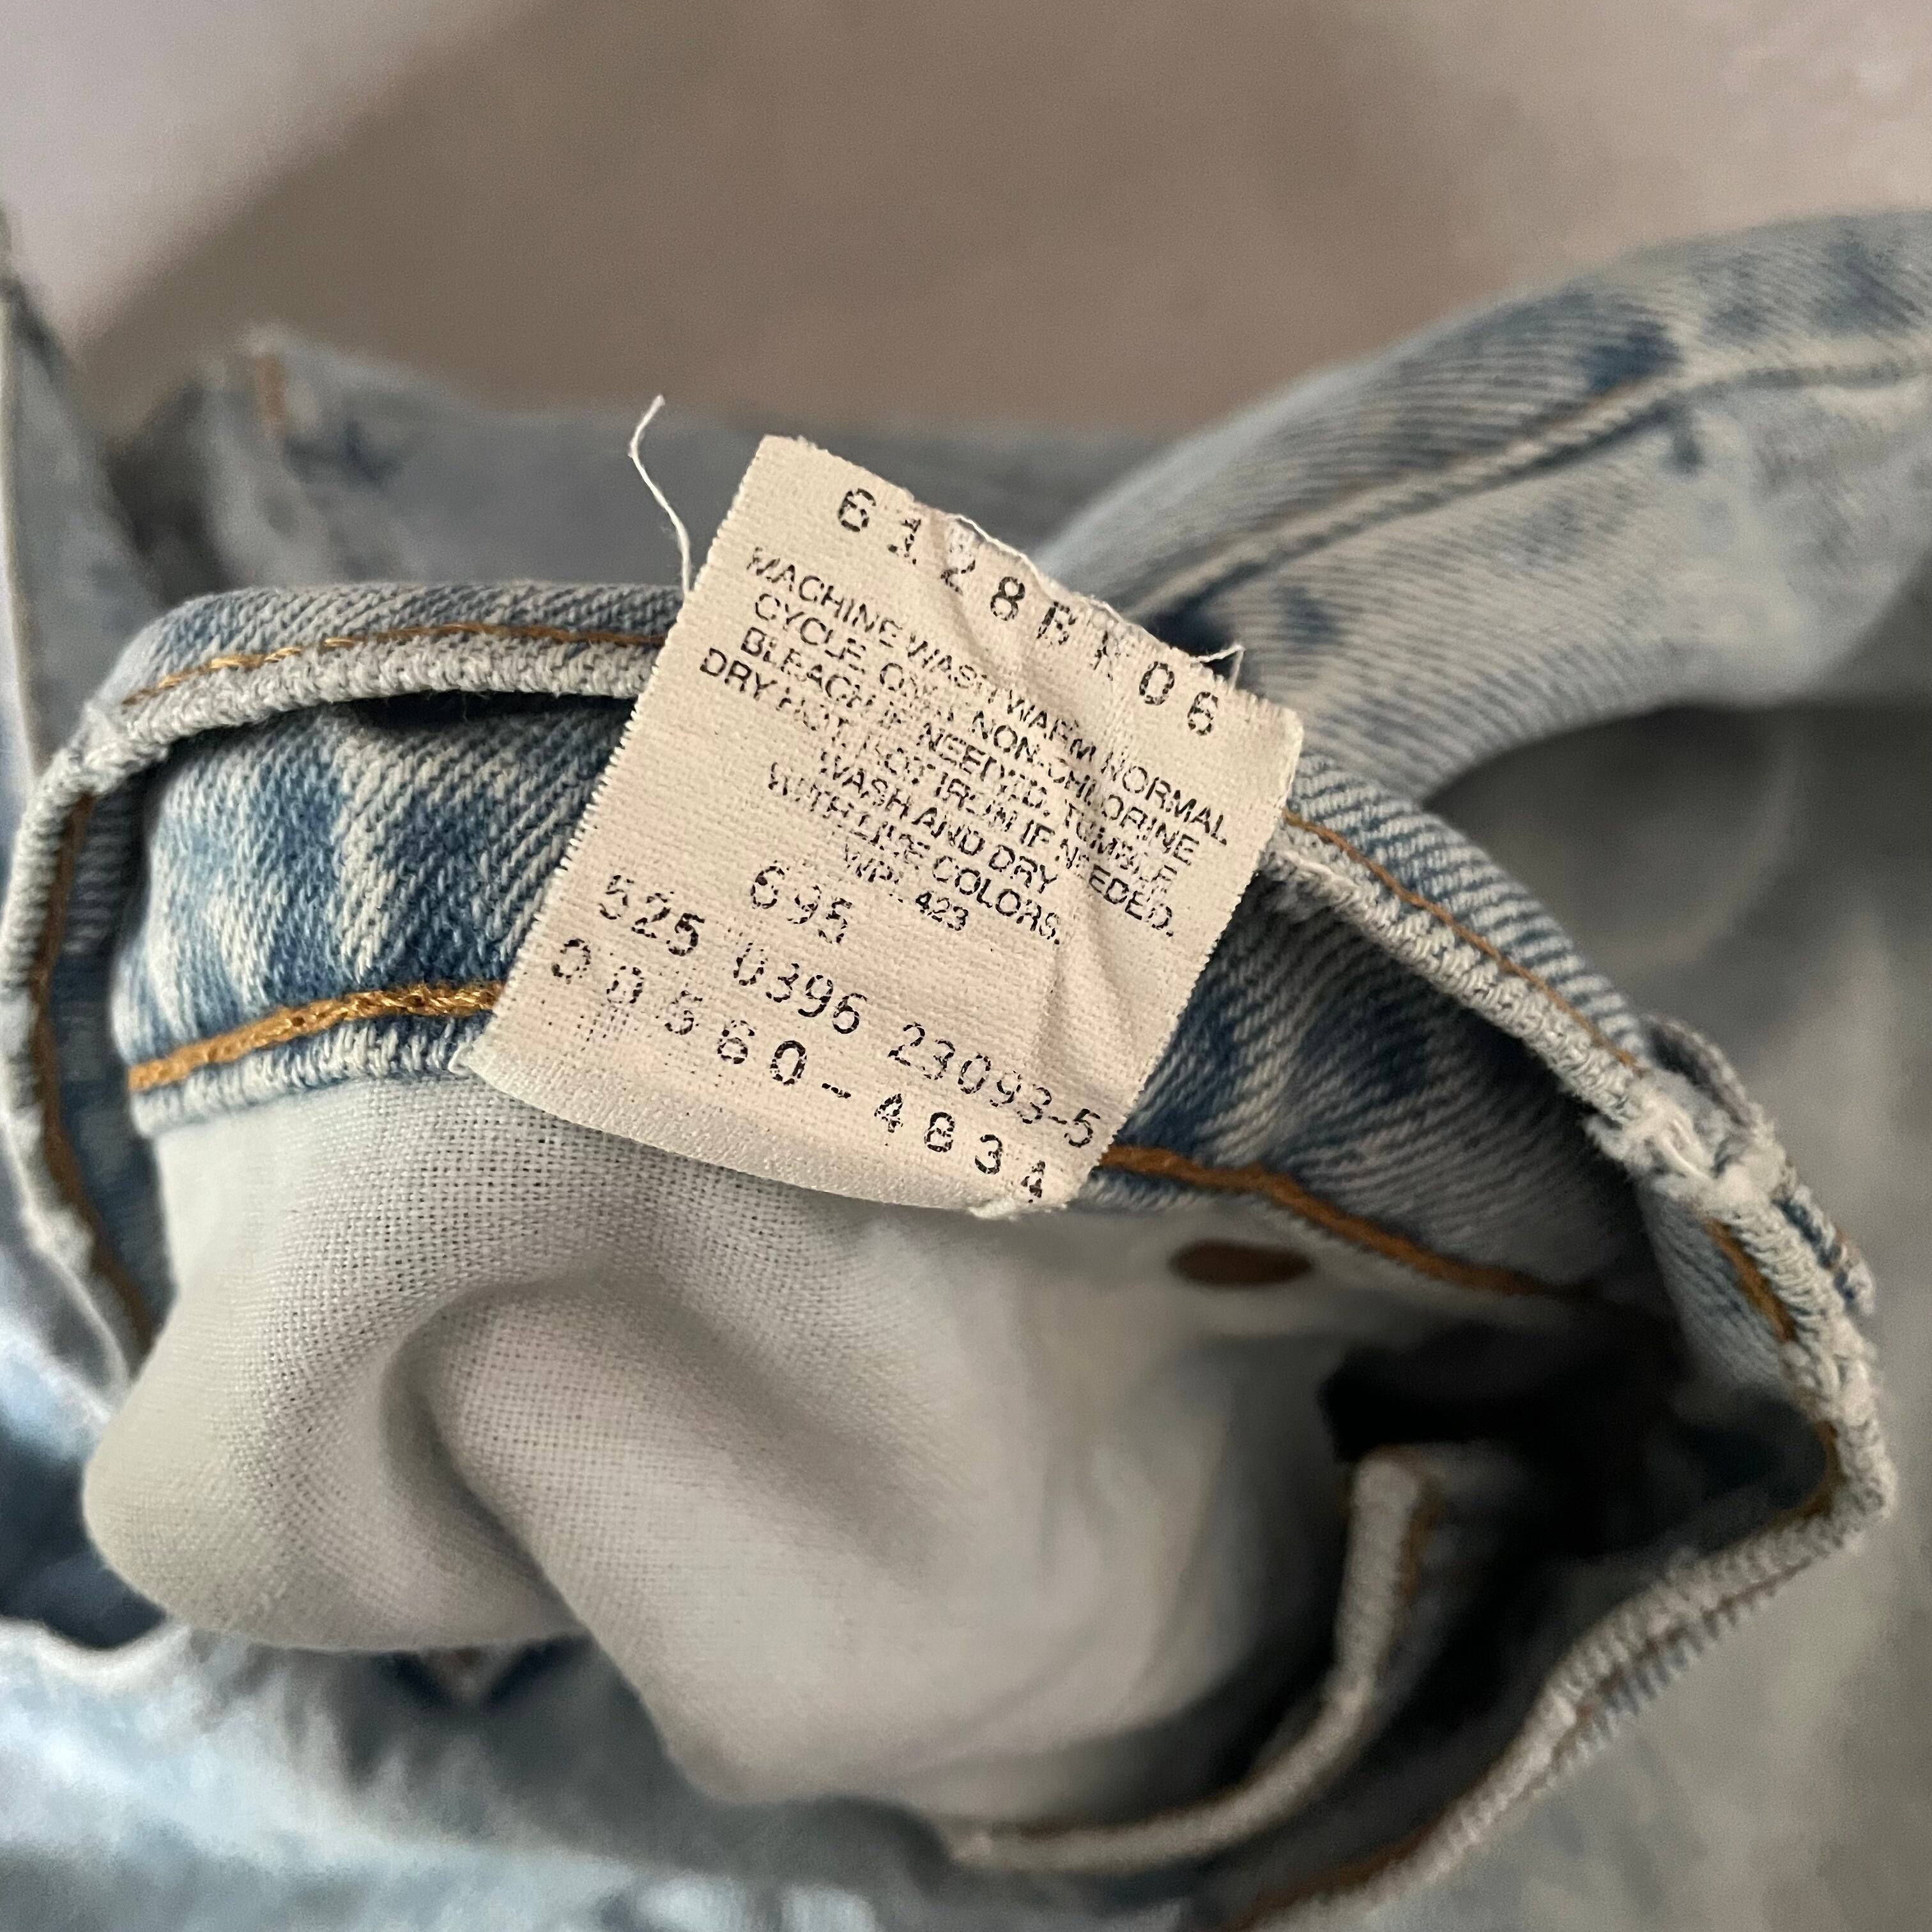 6128BK06
MACHINE WASH WARM NORMAL
CYCLE. ONLY NON-CHLORINE
BLEACH IF NEEDED. TUMBLE
DRY HOT. HOT IRON IF NEEDED.
WASH AND DRY
WITH LIKE COLORS.
WPL 423
695
525 0396 23093-5
00560-4834